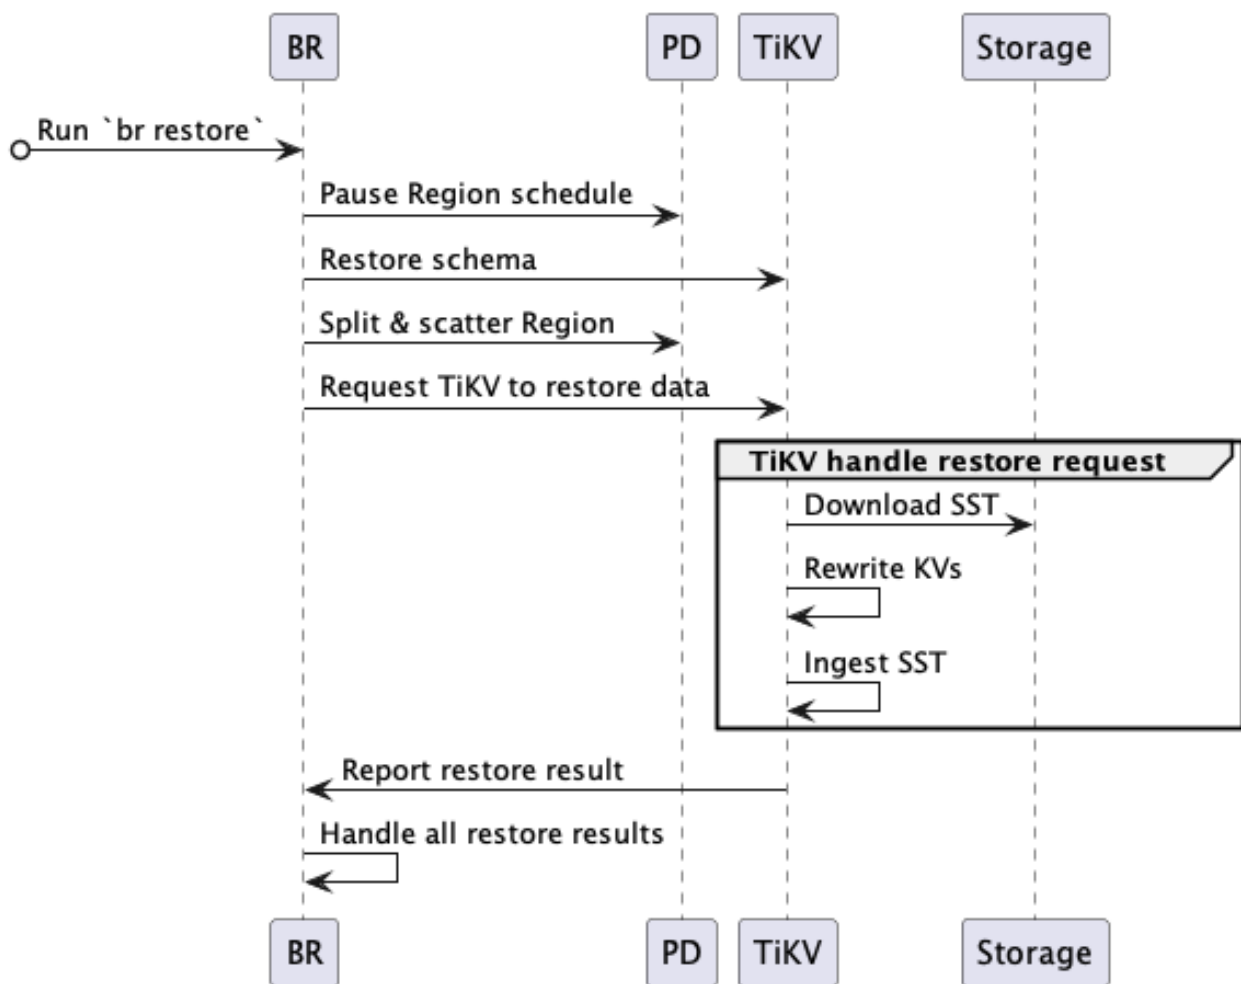 BR PD TiKV Storage
Run `br restore`
Pause Region schedule
Restore schema
Split & scatter Region
Request TiKV to restore data
TiKV handle restore request
Download SST
Rewrite KVs
Ingest SST
Report restore result
Handle all restore results
BR PD TiKV Storage